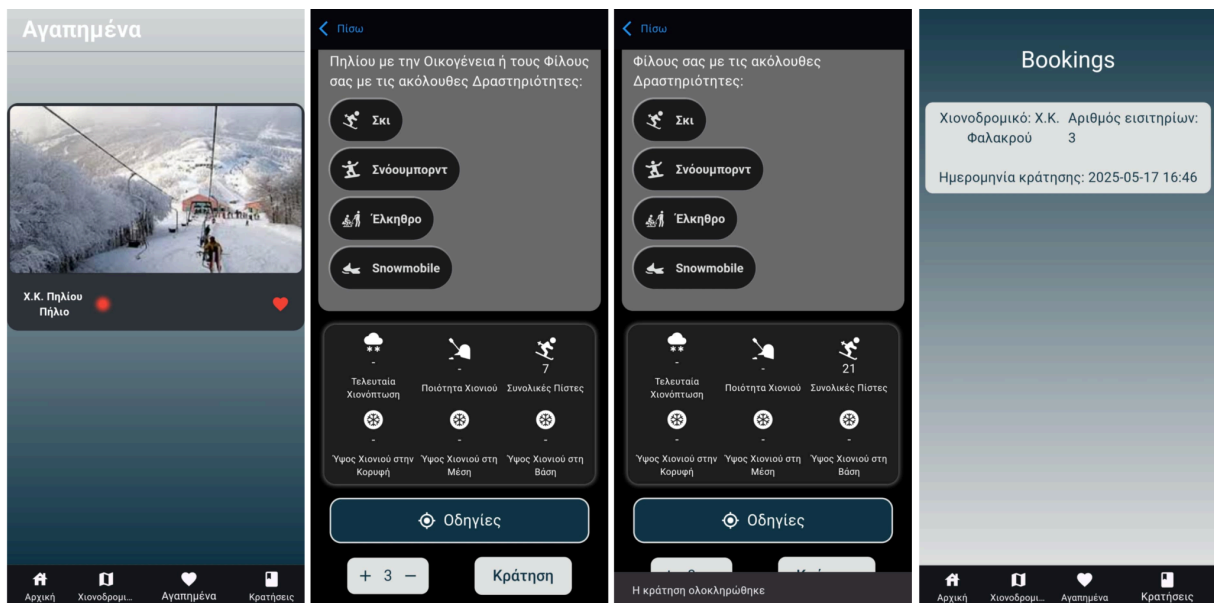 Αγαπημένα
Χ.Κ. Πηλίου
Πήλιο
Αρχική
Χιονοδρομι...
Αγαπημένα
Κρατήσεις
Πίσω
Πηλίου με την Οικογένεια ή τους Φίλους
σας με τις ακόλουθες Δραστηριότητες:
Σκι
Σνόουμπορντ
Έλκηθρο
Snowmobile
-
-
7
Τελευταία
Χιονόπτωση
Ποιότητα Χιονιού
Συνολικές Πίστες
-
-
-
Ύψος Χιονιού στην
Κορυφή
Ύψος Χιονιού στη
Μέση
Ύψος Χιονιού στη
Βάση
Οδηγίες
+ 3 −
Κράτηση
Πίσω
Φίλους σας με τις ακόλουθες
Δραστηριότητες:
Σκι
Σνόουμπορντ
Έλκηθρο
Snowmobile
-
-
21
Τελευταία
Χιονόπτωση
Ποιότητα Χιονιού
Συνολικές Πίστες
-
-
-
Ύψος Χιονιού στην
Κορυφή
Ύψος Χιονιού στη
Μέση
Ύψος Χιονιού στη
Βάση
Οδηγίες
Η κράτηση ολοκληρώθηκε
Bookings
Χιονοδρομικό: Χ.Κ.
Φαλακρού
Αριθμός εισιτηρίων:
3
Ημερομηνία κράτησης: 2025-05-17 16:46
Αρχική
Χιονοδρομι...
Αγαπημένα
Κρατήσεις